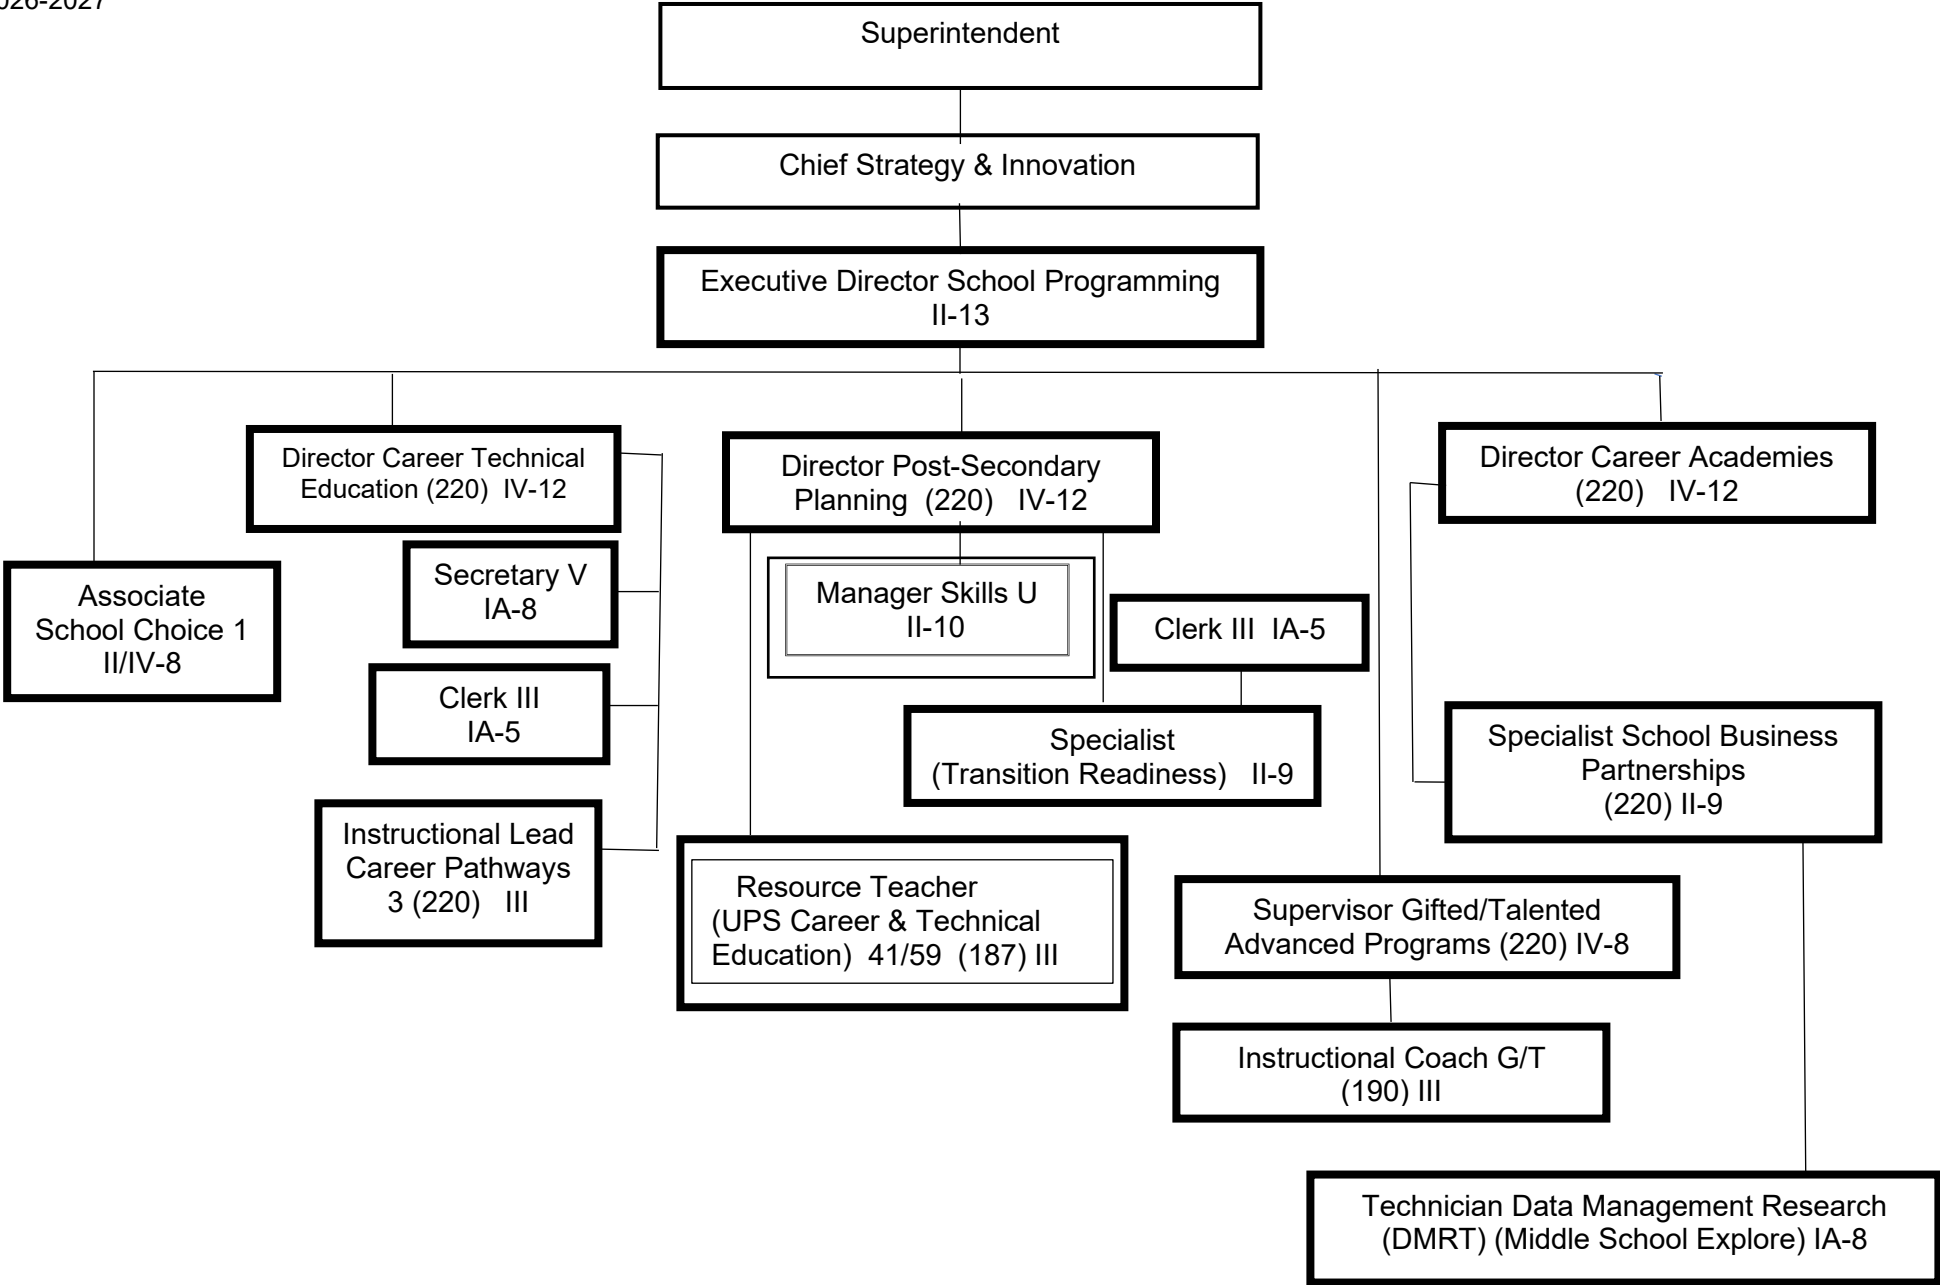 026-2027
Superintendent
Chief Strategy & Innovation
Executive Director School Programming
II-13
Director Career Technical
Education (220) IV-12
Director Post-Secondary
Planning (220) IV-12
Director Career Academies
(220) IV-12
Associate
School Choice 1
II/IV-8
Secretary V
IA-8
Manager Skills U
II-10
Clerk III IA-5
Clerk III
IA-5
Specialist
(Transition Readiness) II-9
Specialist School Business
Partnerships
(220) II-9
Instructional Lead
Career Pathways
3 (220) III
Resource Teacher
(UPS Career & Technical
Education) 41/59 (187) III
Supervisor Gifted/Talented
Advanced Programs (220) IV-8
Instructional Coach G/T
(190) III
Technician Data Management Research
(DMRT) (Middle School Explore) IA-8